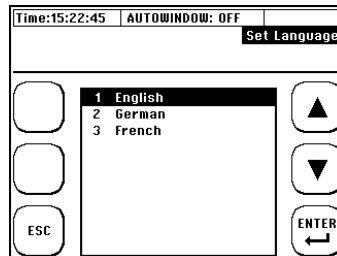 Time:15:22:45 AUTOWINDOW: OFF
Set Language
1 English
2 German
3 French
ESC
ENTER